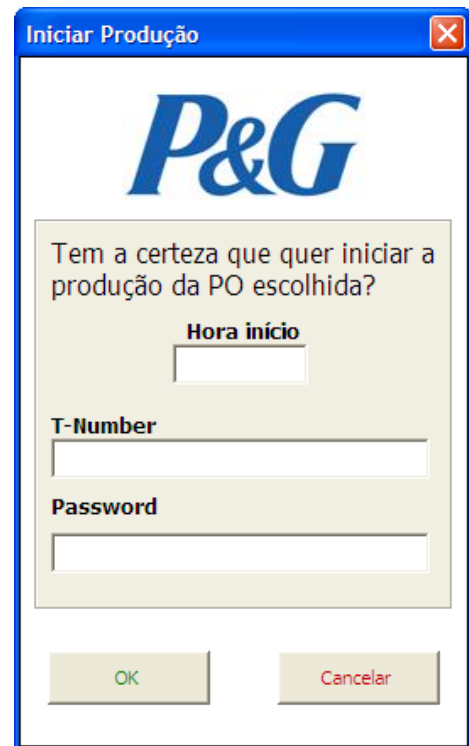 Iniciar Produção
P&G
Tem a certeza que quer iniciar a
produção da PO escolhida?
Hora início
T-Number
Password
OK
Cancelar